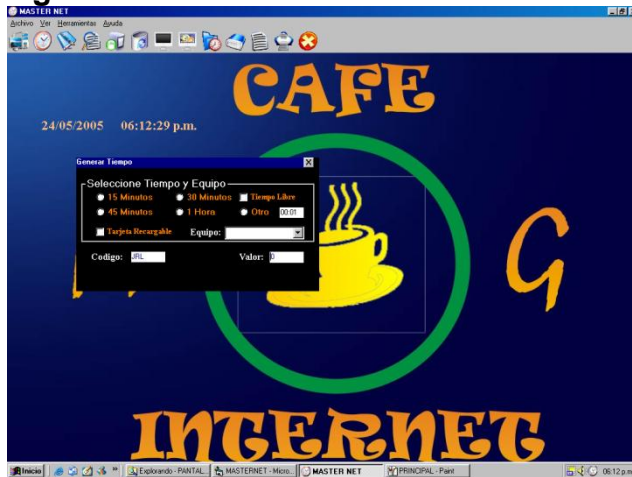 MASTER NET
Archivo Ver Herramientas Ayuda
CAFE
24/05/2005 06:12:29 p.m.
Generar Tiempo
Seleccione Tiempo y Equipo
15 Minutos 30 Minutos Tiempo Libre
45 Minutos 1 Hora Otro 00:01
Tarjeta Recargable Equipo:
Codigo: JRL Valor: 0
G
INTERNET
Inicio Explorando - PANTAL... MASTERNET - Micro... MASTER NET PRINCIPAL - Paint 06:12 p.m